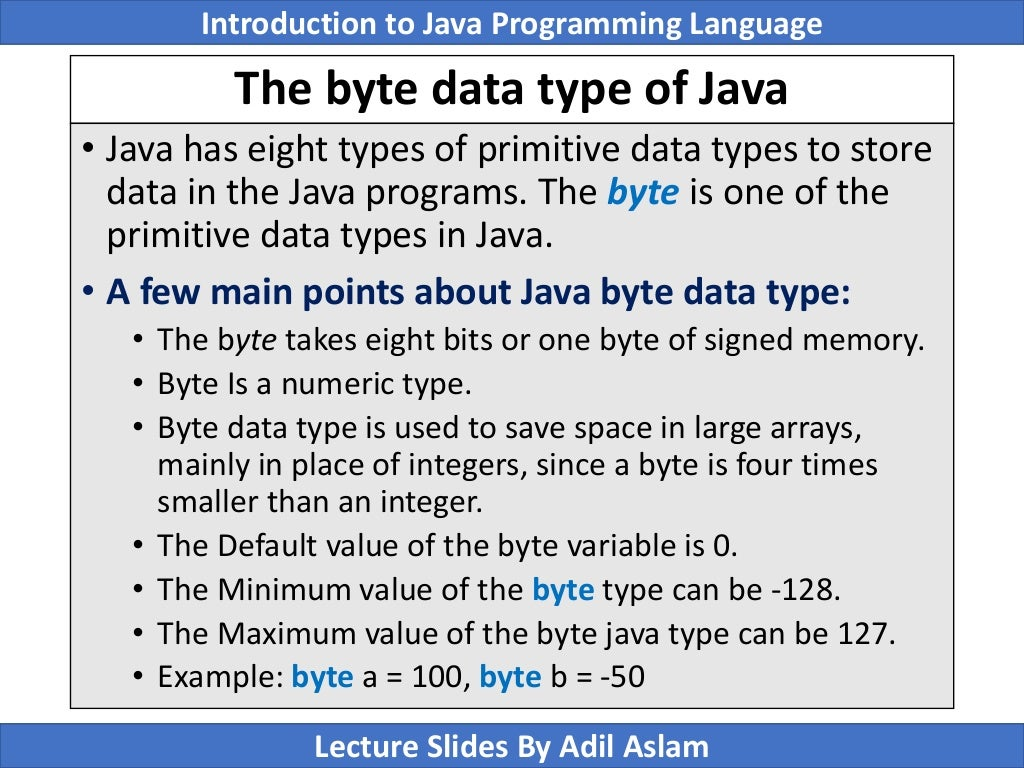 Introduction to Java Programming Language
The byte data type of Java
• Java has eight types of primitive data types to store
data in the Java programs. The byte is one of the
primitive data types in Java.
• A few main points about Java byte data type:
• The byte takes eight bits or one byte of signed memory.
• Byte Is a numeric type.
• Byte data type is used to save space in large arrays,
mainly in place of integers, since a byte is four times
smaller than an integer.
• The Default value of the byte variable is 0.
• The Minimum value of the byte type can be -128.
• The Maximum value of the byte java type can be 127.
• Example: byte a = 100, byte b = -50
Lecture Slides By Adil Aslam